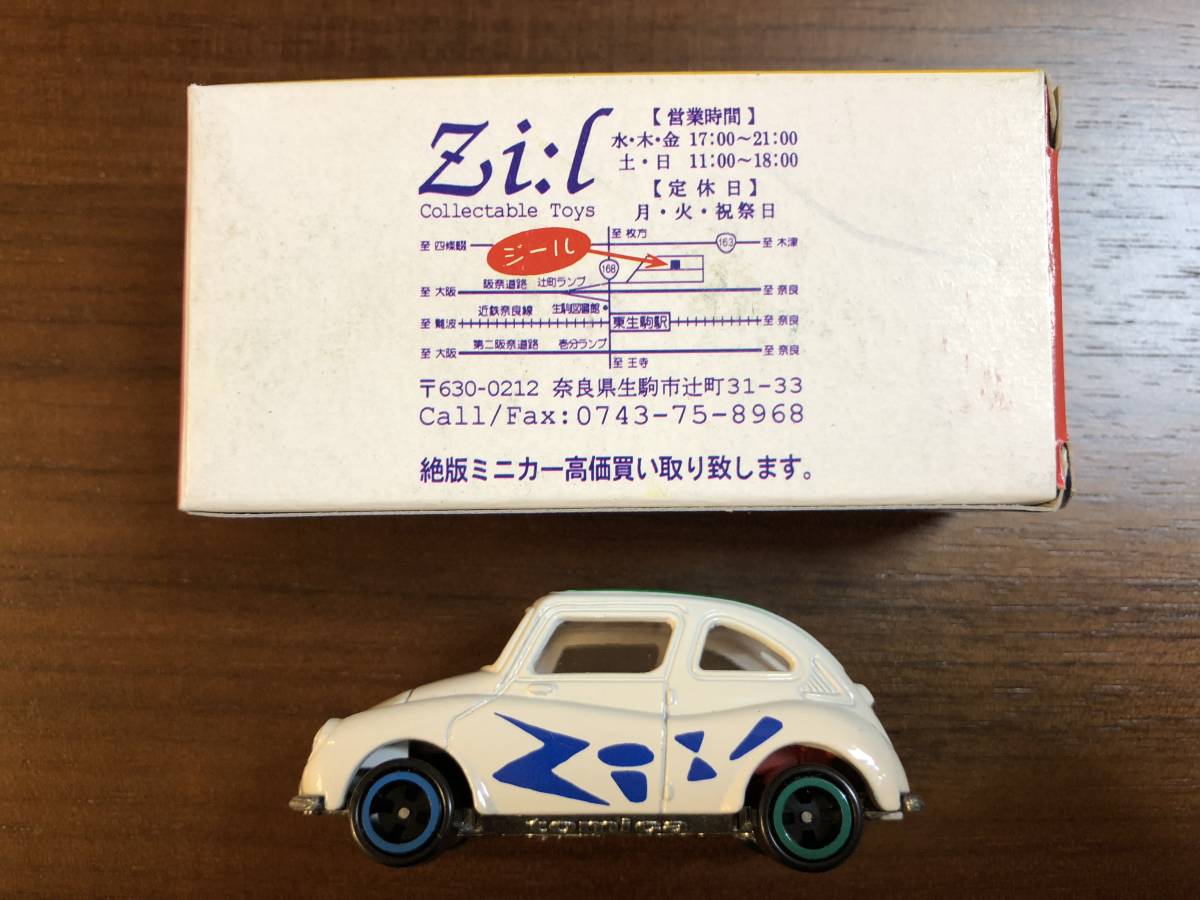 Zi:l
Collectable Toys
【営業時間】
水・木・金 17:00～21:00
土・日 11:00～18:00
【定休日】
月・火・祝祭日
至 枚方
至 四條畷
ジール
163
至 木津
168
阪奈道路 辻町ランプ
至 大阪
至 奈良
近鉄奈良線 生駒図書館
至 難波
東生駒駅
至 奈良
第二阪奈道路 壱分ランプ
至 大阪
至 奈良
至 王寺
〒630-0212 奈良県生駒市辻町31-33
Call/Fax:0743-75-8968
絶版ミニカー高価買い取り致します。
Zi:l
tomica